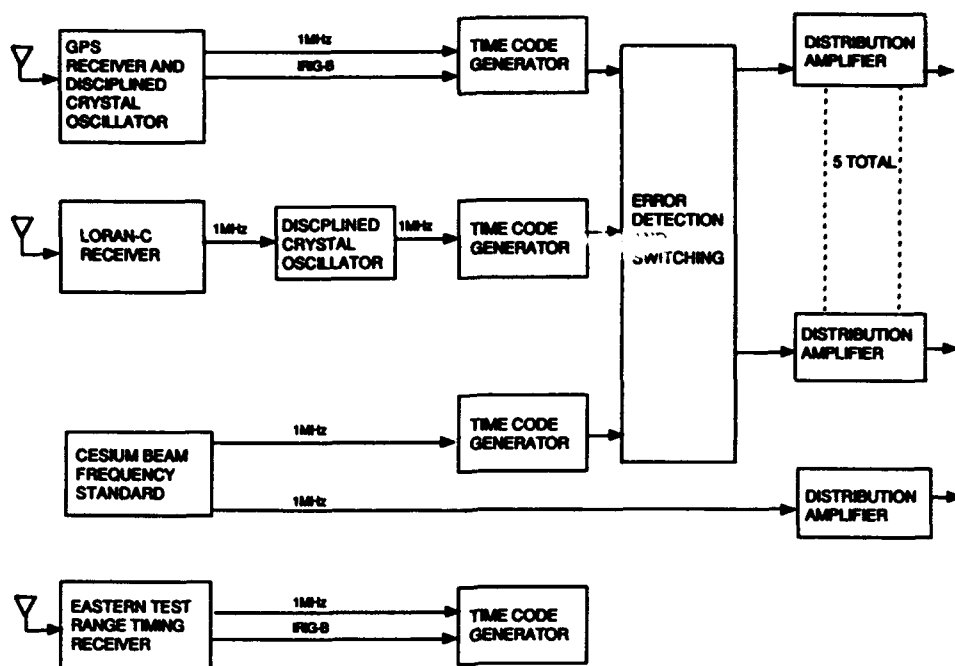 GPS
RECEIVER AND
DISCIPLINED
CRYSTAL
OSCILLATOR
1MHz
IRIG-B
TIME CODE
GENERATOR
DISTRIBUTION
AMPLIFIER
5 TOTAL
LORAN-C
RECEIVER
1MHz
DISCPLINED
CRYSTAL
OSCILLATOR
1MHz
TIME CODE
GENERATOR
ERROR
DETECTION
SWITCHING
DISTRIBUTION
AMPLIFIER
CESIUM BEAM
FREQUENCY
STANDARD
1MHz
TIME CODE
GENERATOR
1MHz
DISTRIBUTION
AMPLIFIER
EASTERN TEST
RANGE TIMING
RECEIVER
1MHz
IRIG-B
TIME CODE
GENERATOR